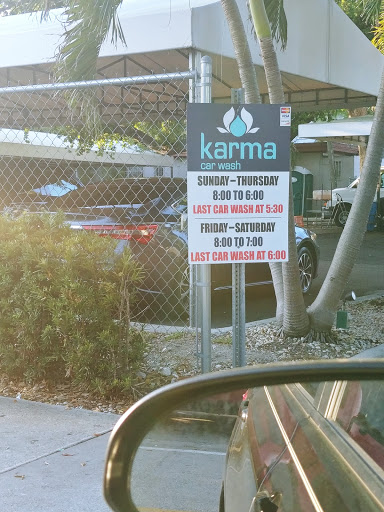 karma
car wash
SUNDAY–THURSDAY
8:00 TO 6:00
LAST CAR WASH AT 5:30
FRIDAY–SATURDAY
8:00 TO 7:00
LAST CAR WASH AT 6:00